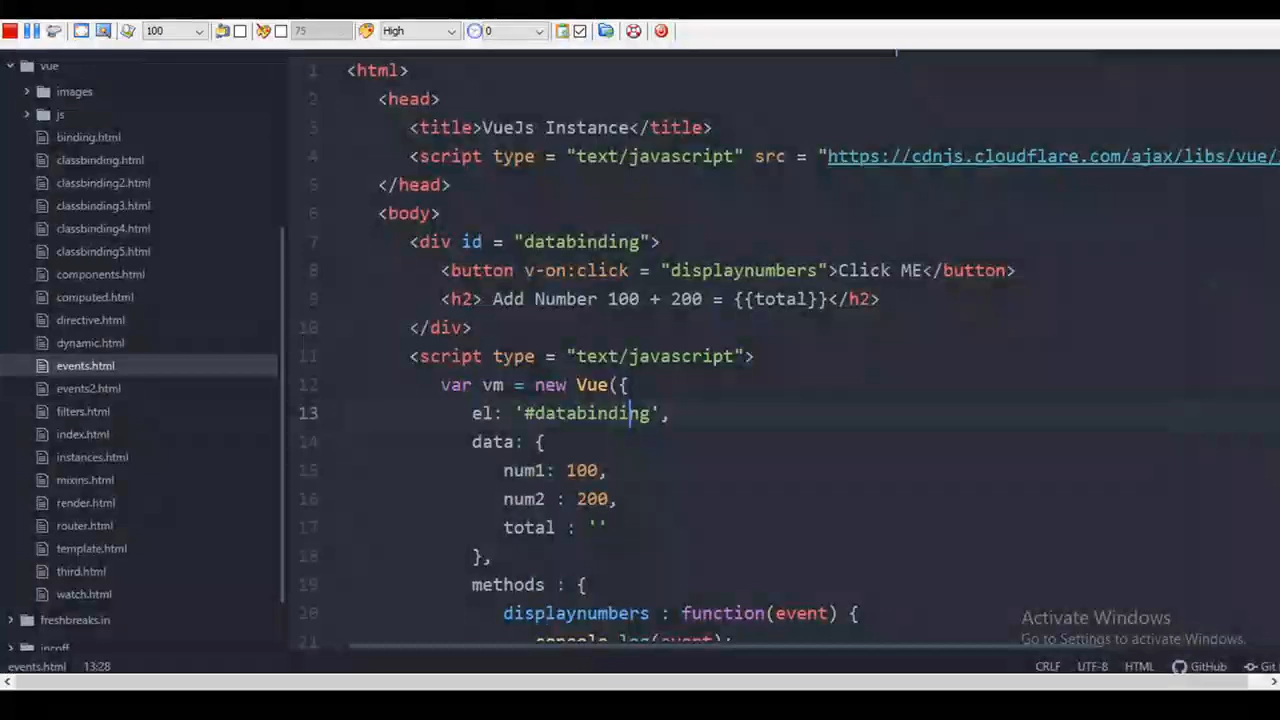 100
75
High
0
vue
images
js
binding.html
classbinding.html
classbinding2.html
classbinding3.html
classbinding4.html
classbinding5.html
components.html
computed.html
directive.html
dynamic.html
events.html
events2.html
filters.html
index.html
instances.html
mixins.html
render.html
router.html
template.html
third.html
watch.html
freshbreaks.in
1 <html>
2 <head>
3 <title>VueJs Instance</title>
4 <script type = "text/javascript" src = "https://cdnjs.cloudflare.com/ajax/libs/vue/
5 </head>
6 <body>
7 <div id = "databinding">
8 <button v-on:click = "displaynumbers">Click ME</button>
9 <h2> Add Number 100 + 200 = {{total}}</h2>
10 </div>
11 <script type = "text/javascript">
12 var vm = new Vue({
13 el: '#databinding',
14 data: {
15 num1: 100,
16 num2 : 200,
17 total : ''
18 },
19 methods : {
20 displaynumbers : function(event) {
21 console.log(event);
Activate Windows
Go to Settings to activate Windows.
events.html 13:28 CRLF UTF-8 HTML GitHub Git